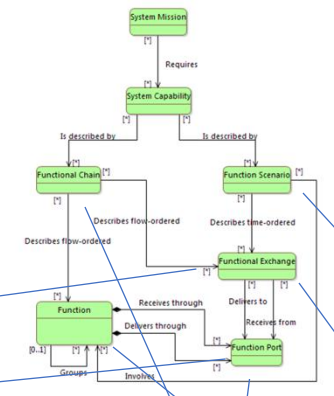 System Mission
[*]
Requires
[*]
System Capability
[*] [*]
Is described by Is described by
[*] [*]
Functional Chain [*] Functional Scenario [*]
[*] [*]
Describes flow-ordered Describes time-ordered
Describes flow-ordered
[*] [*]
Functional Exchange
[*]
[*] [*]
[*]
Function Receives through Delivers to
Delivers through Receives from
[*] [*]
[0..1] [*] [*] Function Port
[*]
Groups Involves